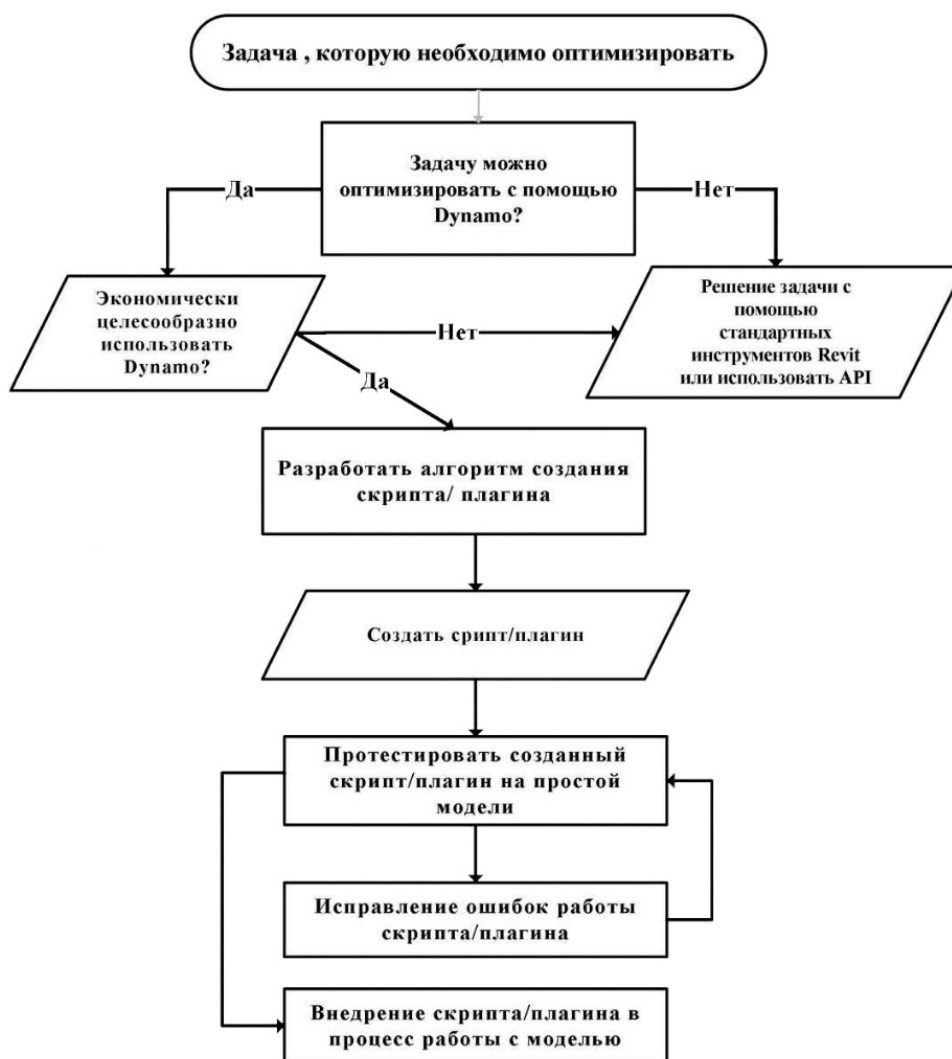 Задача , которую необходимо оптимизировать
Задачу можно
оптимизировать с помощью
Dynamo?
Да
Нет
Экономически
целесообразно
использовать
Dynamo?
Нет
Решение задачи с
помощью
стандартных
инструментов Revit
или использовать API
Да
Разработать алгоритм создания
скрипта/ плагина
Создать срипт/плагин
Протестировать созданный
скрипт/плагин на простой
модели
Исправление ошибок работы
скрипта/плагина
Внедрение скрипта/плагина в
процесс работы с моделью